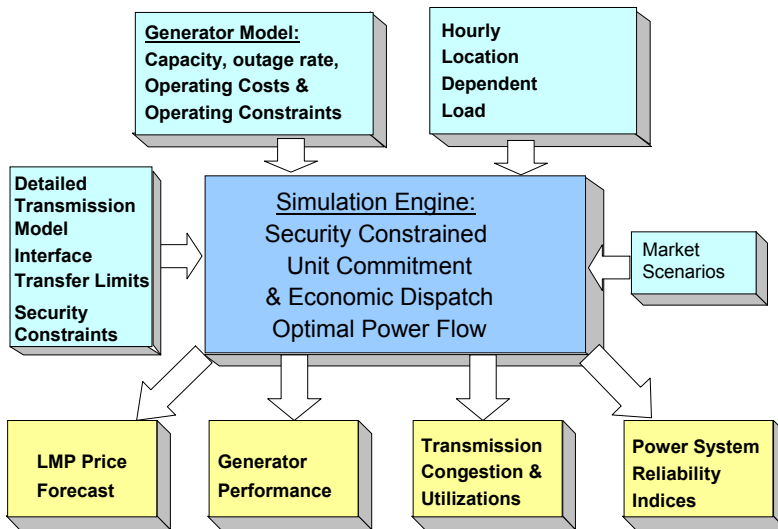 Generator Model:
Capacity, outage rate,
Operating Costs &
Operating Constraints
Hourly
Location
Dependent
Load
Detailed
Transmission
Model
Interface
Transfer Limits
Security
Constraints
Simulation Engine:
Security Constrained
Unit Commitment
& Economic Dispatch
Optimal Power Flow
Market
Scenarios
LMP Price
Forecast
Generator
Performance
Transmission
Congestion &
Utilizations
Power System
Reliability
Indices